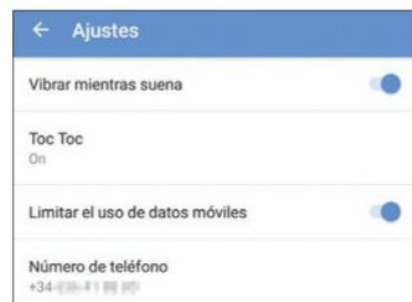 Ajustes
Vibrar mientras suena
Toc Toc
On
Limitar el uso de datos móviles
Número de teléfono
+34